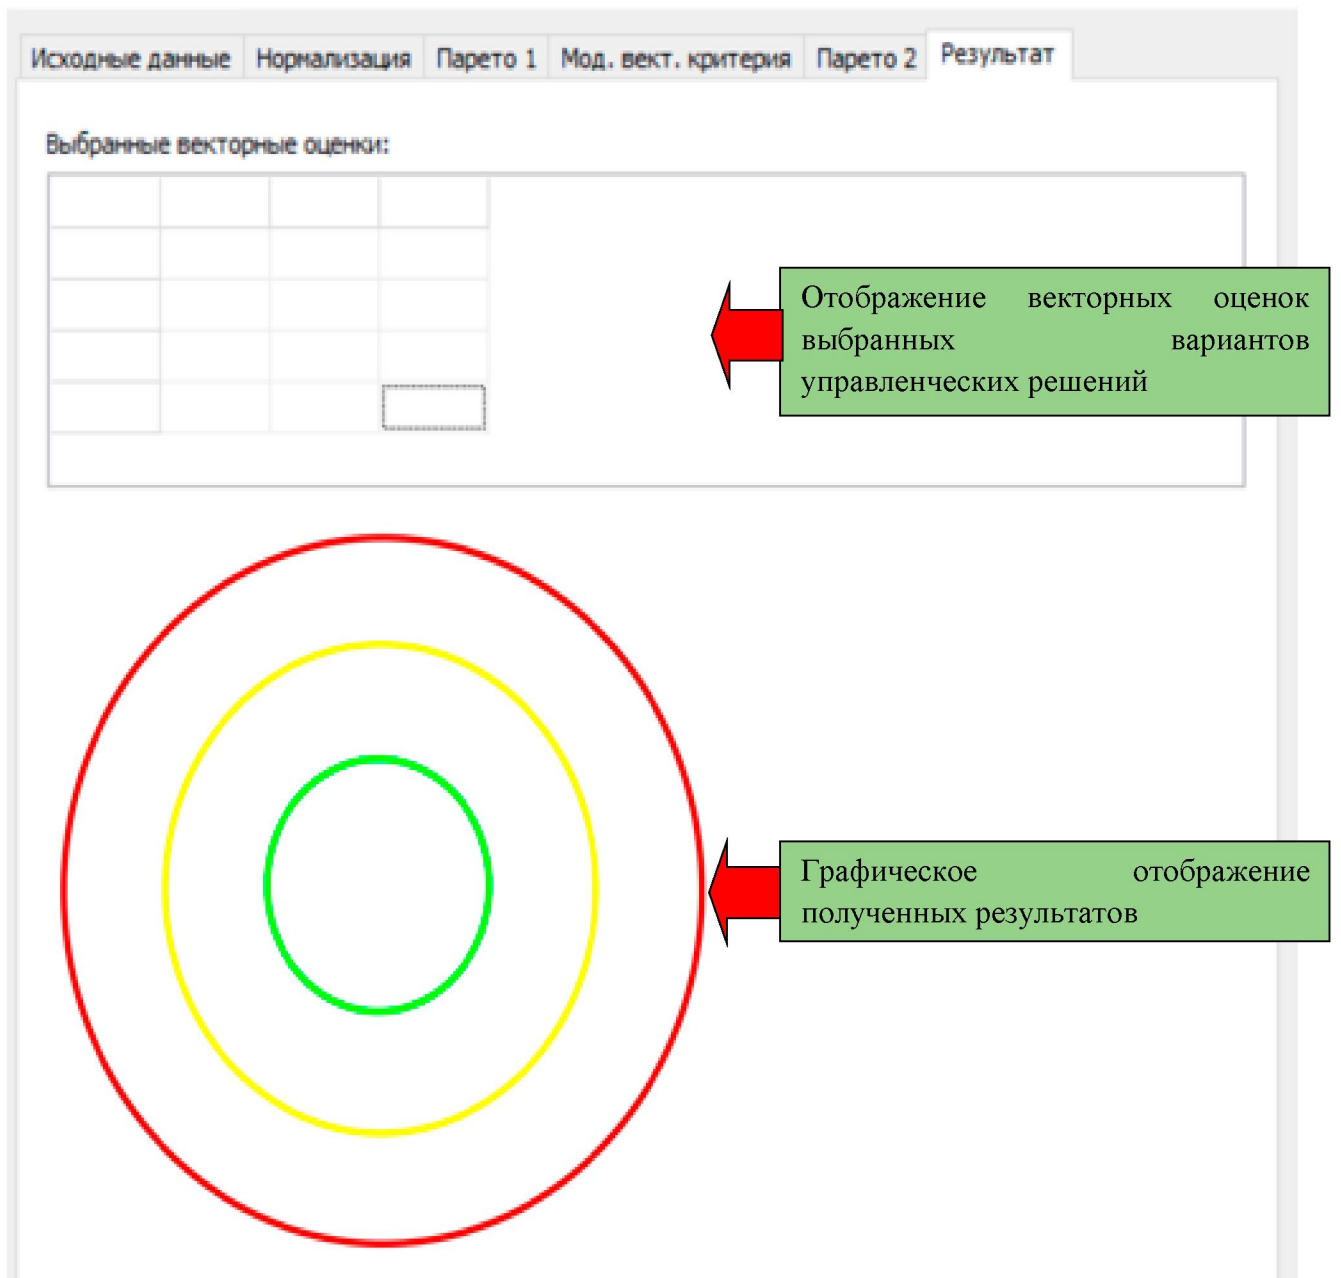 Исходные данные Нормализация Парето 1 Мод. вект. критерия Парето 2 Результат
Выбранные векторные оценки:
Отображение векторных оценок
выбранных вариантов
управленческих решений
Графическое отображение
полученных результатов